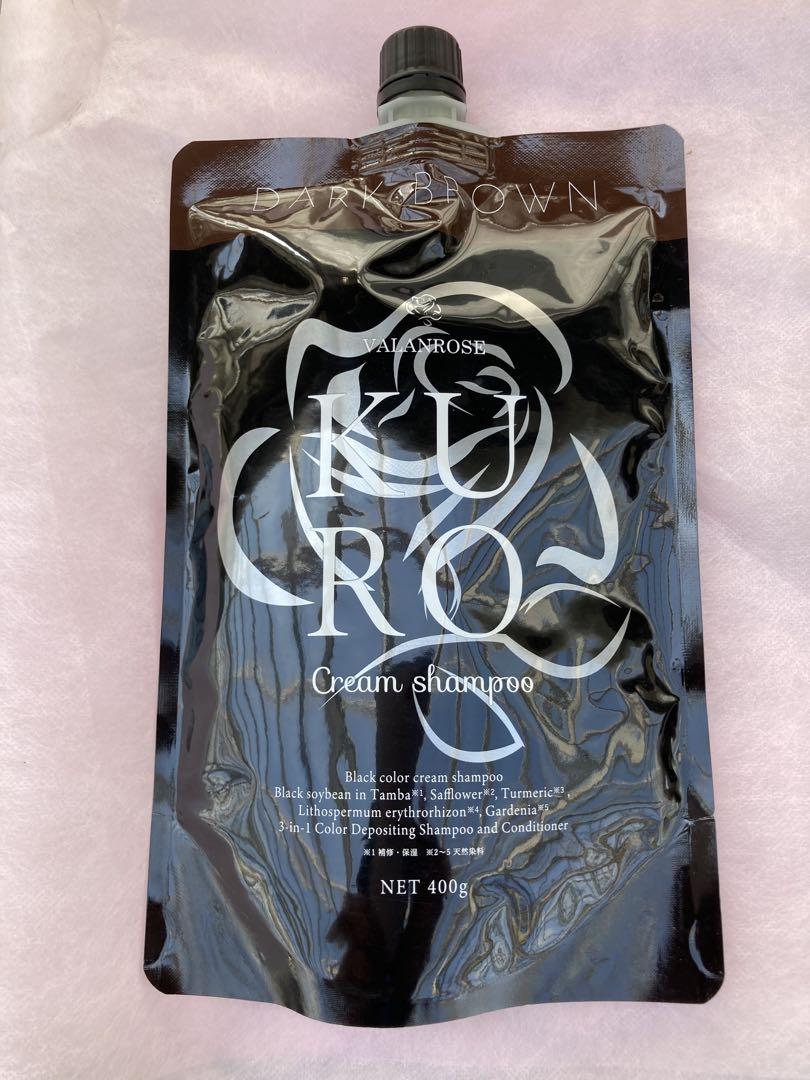 DARK BROWN
VALANROSE
KU
RO
Cream shampoo
Black color cream shampoo
Black soybean in Tamba※1, Safflower※2, Turmeric※3,
Lithospermum erythrorhizon※4, Gardenia※5
3-in-1 Color Depositing Shampoo and Conditioner
※1 補修・保湿 ※2～5 天然染料
NET 400g